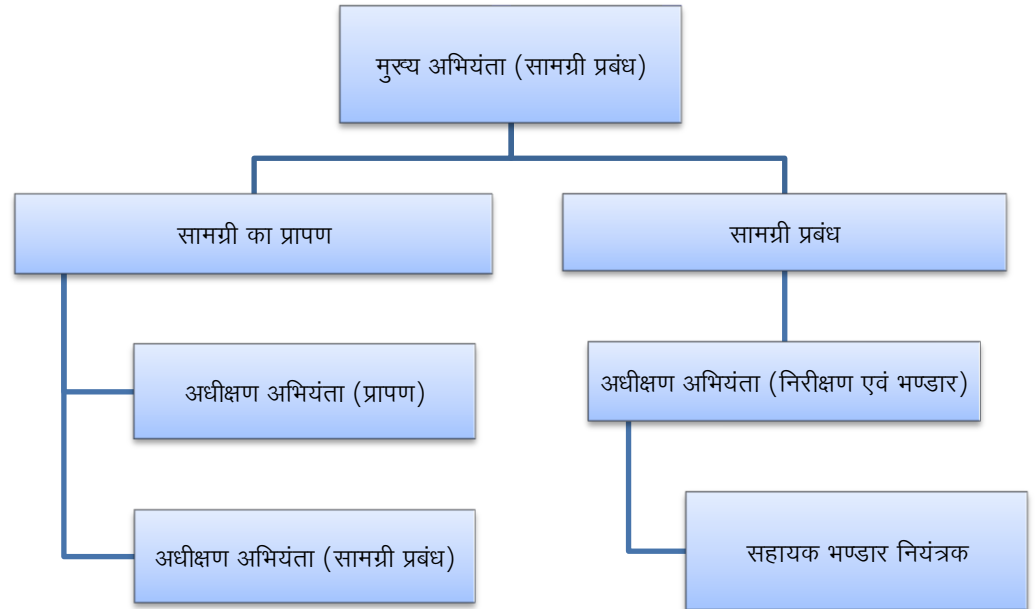 मुख्य अभियंता (सामग्री प्रबंध)
सामग्री का प्रापण
सामग्री प्रबंध
अधीक्षण अभियंता (प्रापण)
अधीक्षण अभियंता (निरीक्षण एवं भण्डार)
अधीक्षण अभियंता (सामग्री प्रबंध)
सहायक भण्डार नियंत्रक